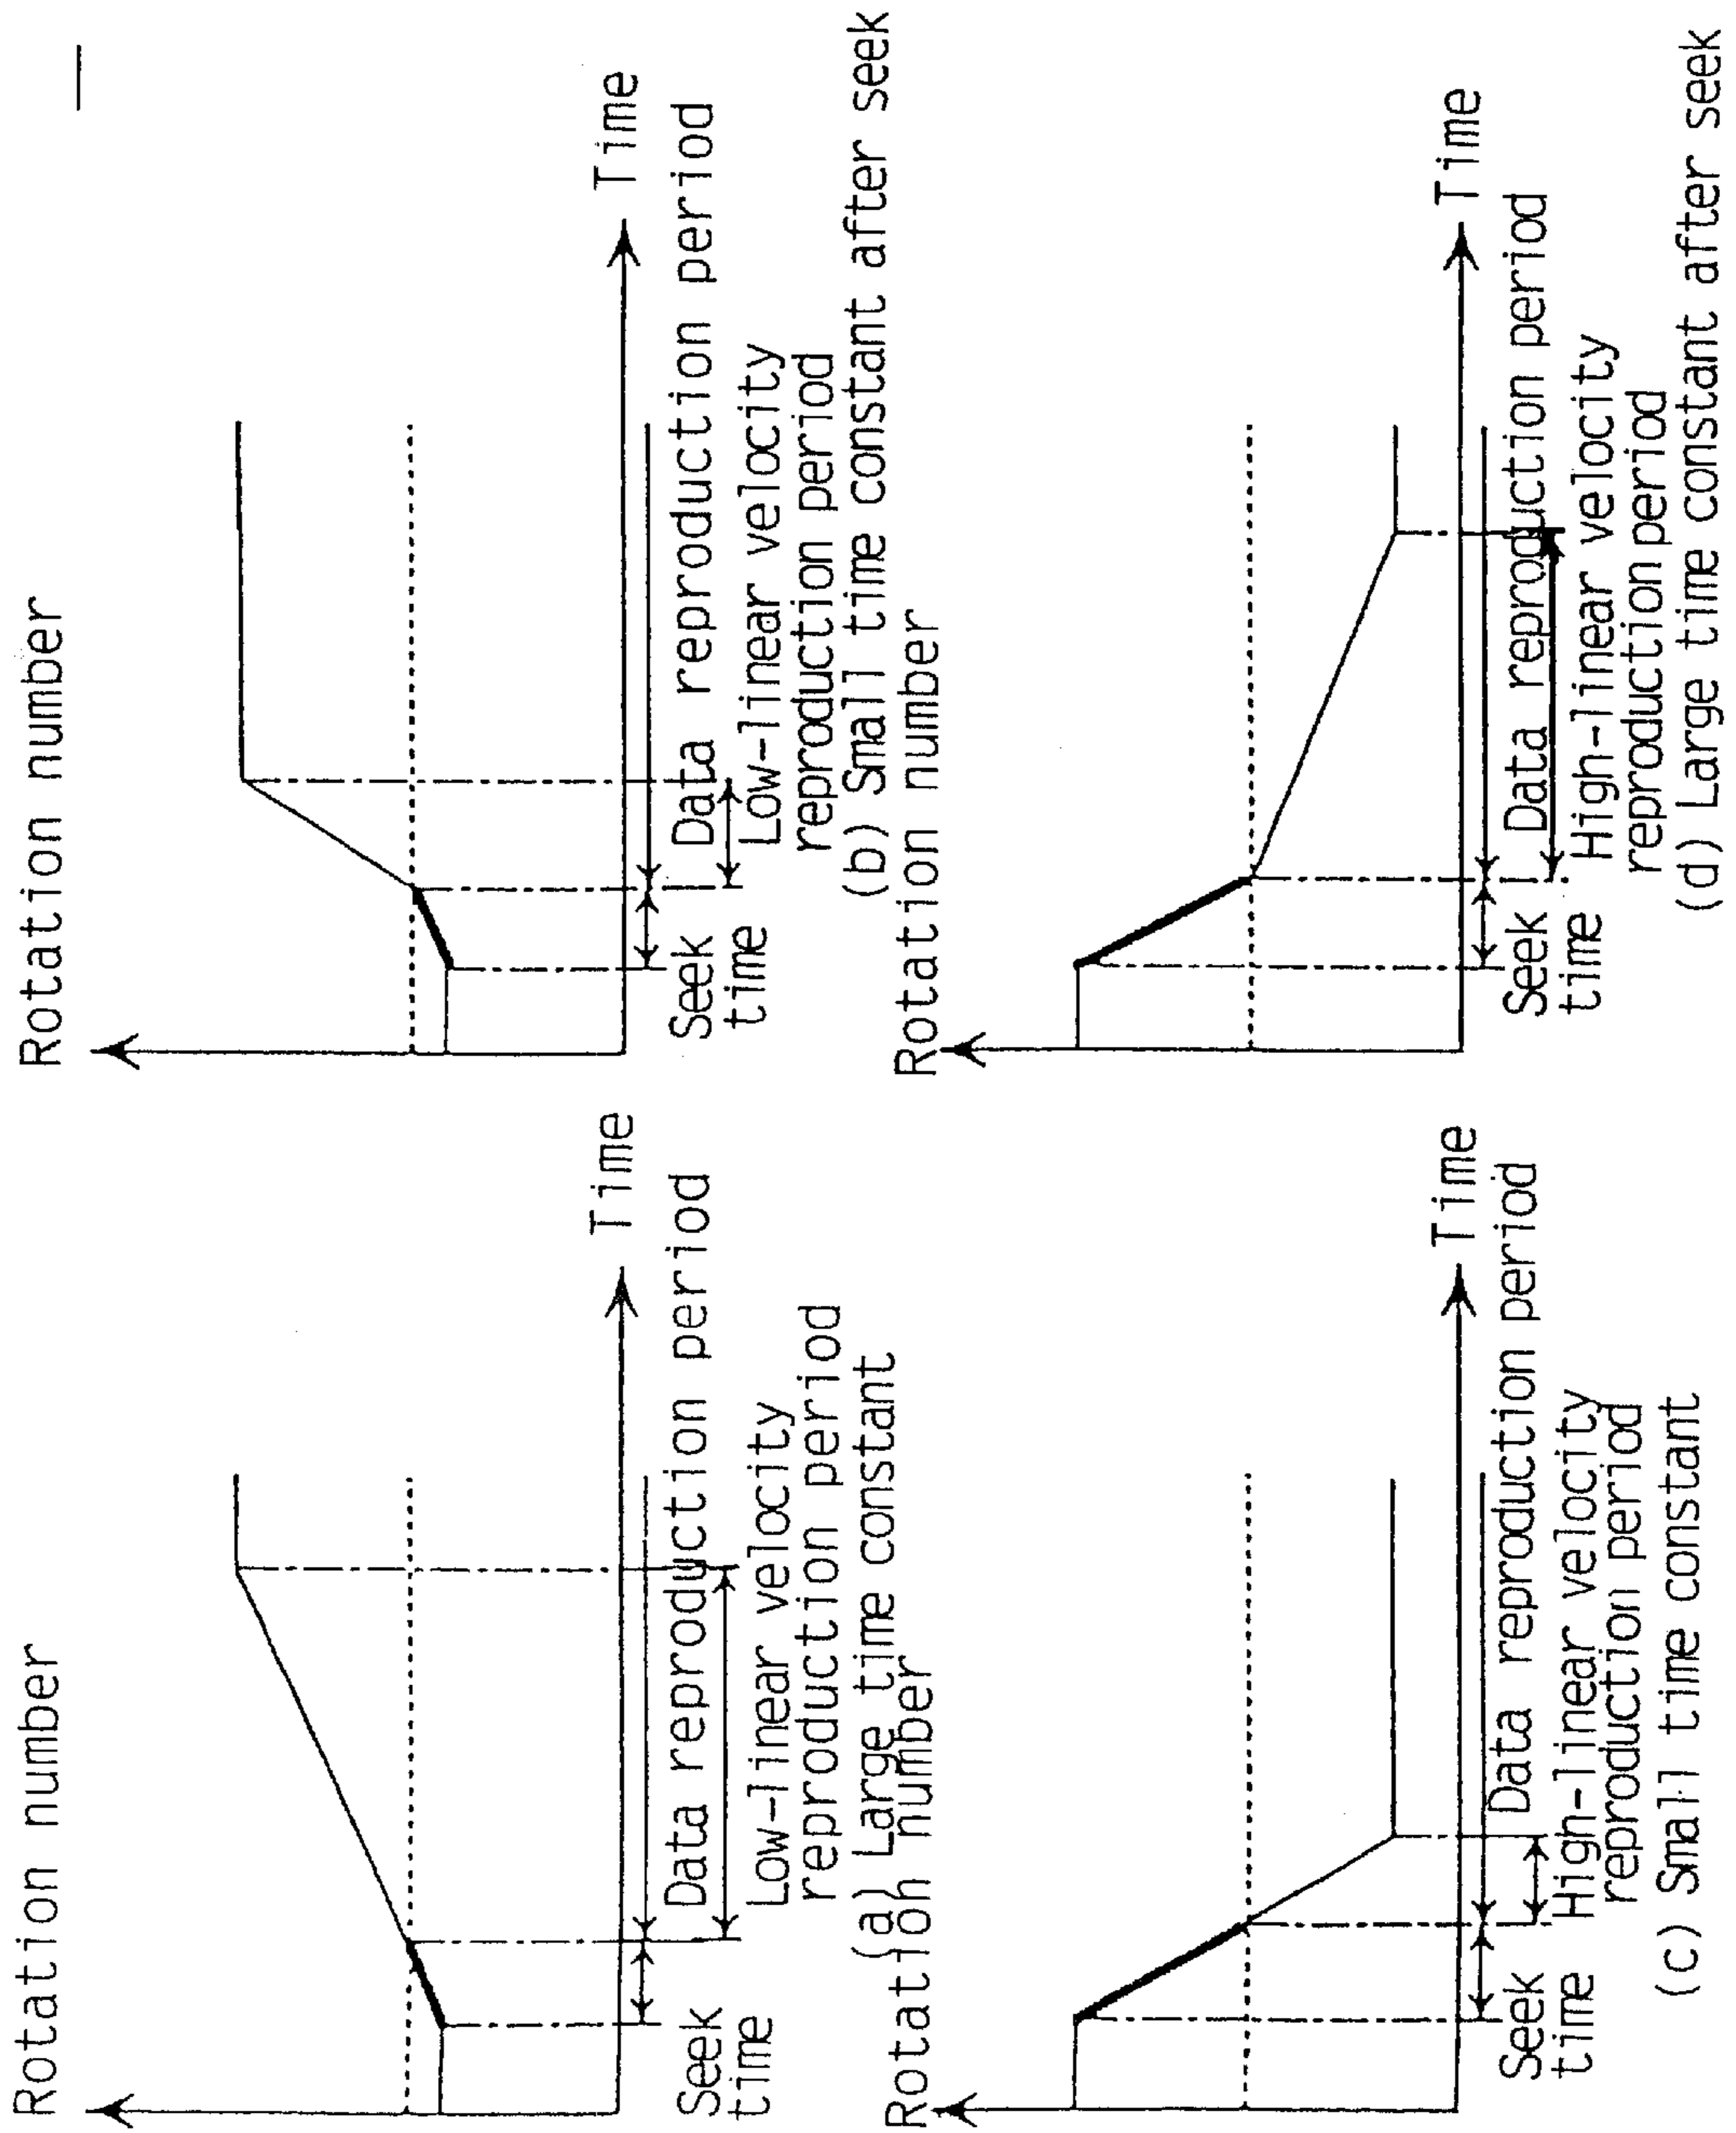 Rotation number
Time
Seek
time
Data reproduction period
Low-linear velocity
reproduction period
(a) Large time constant
Rotation number
Time
Seek
time
Data reproduction period
Low-linear velocity
reproduction period
(b) Small time constant after seek
Rotation number
Time
Seek
time
Data reproduction period
High-linear velocity
reproduction period
(c) Small time constant
Rotation number
Time
Seek
time
Data reproduction period
High-linear velocity
reproduction period
(d) Large time constant after seek